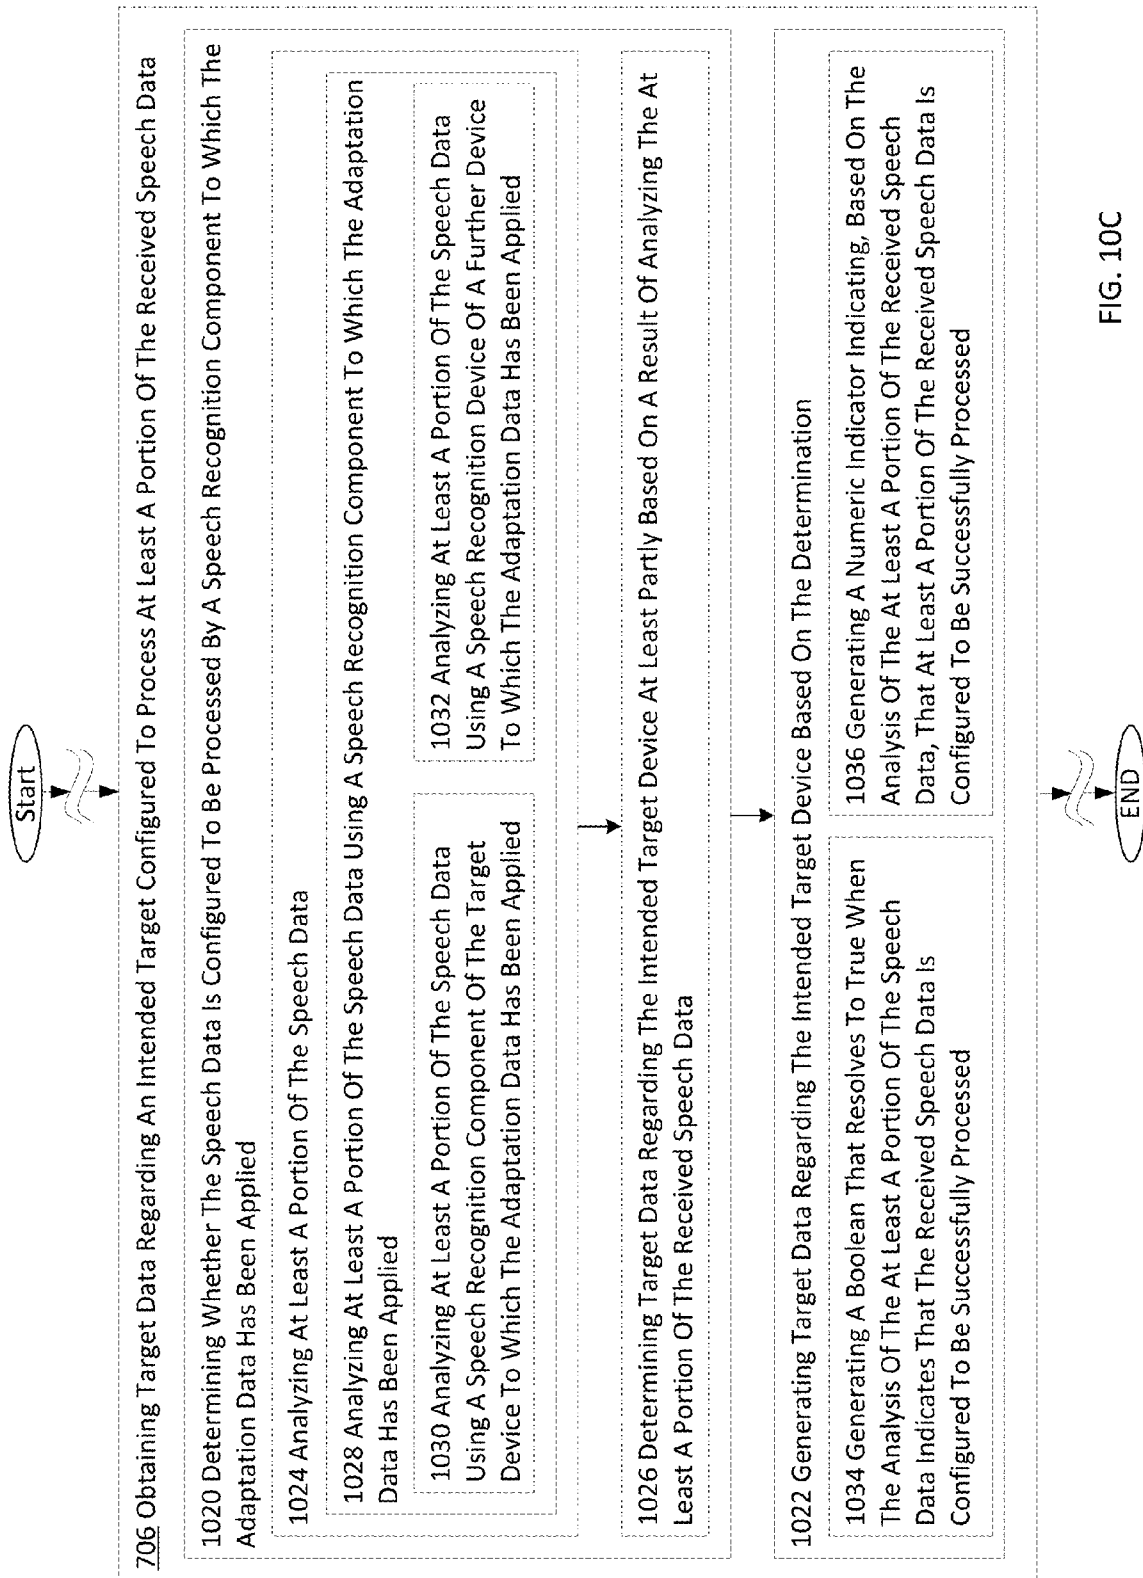 Start
706 Obtaining Target Data Regarding An Intended Target Configured To Process At Least A Portion Of The Received Speech Data
1020 Determining Whether The Speech Data Is Configured To Be Processed By A Speech Recognition Component To Which The
Adaptation Data Has Been Applied
1024 Analyzing At Least A Portion Of The Speech Data
1028 Analyzing At Least A Portion Of The Speech Data Using A Speech Recognition Component To Which The Adaptation
Data Has Been Applied
1030 Analyzing At Least A Portion Of The Speech Data
Using A Speech Recognition Component Of The Target
Device To Which The Adaptation Data Has Been Applied
1032 Analyzing At Least A Portion Of The Speech Data
Using A Speech Recognition Device Of A Further Device
To Which The Adaptation Data Has Been Applied
1026 Determining Target Data Regarding The Intended Target Device At Least Partly Based On A Result Of Analyzing The At
Least A Portion Of The Received Speech Data
1022 Generating Target Data Regarding The Intended Target Device Based On The Determination
1034 Generating A Boolean That Resolves To True When
The Analysis Of The At Least A Portion Of The Speech
Data Indicates That The Received Speech Data Is
Configured To Be Successfully Processed
1036 Generating A Numeric Indicator Indicating, Based On The
Analysis Of The At Least A Portion Of The Received Speech
Data, That At Least A Portion Of The Received Speech Data Is
Configured To Be Successfully Processed
END
FIG. 10C